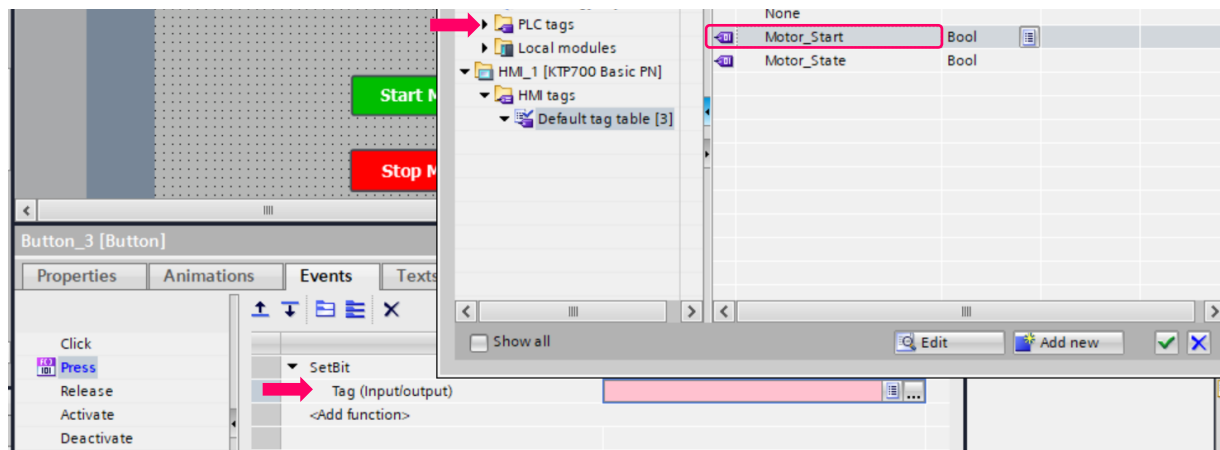 None
PLC tags
Motor_Start Bool
Local modules
Motor_State Bool
HMI_1 [KTP700 Basic PN]
HMI tags
Default tag table [3]
Start M
Stop M
Button_3 [Button]
Properties Animations Events Texts
Show all
Edit
Add new
Click
Press
Release
Activate
Deactivate
SetBit
Tag (Input/output)
...
<Add function>